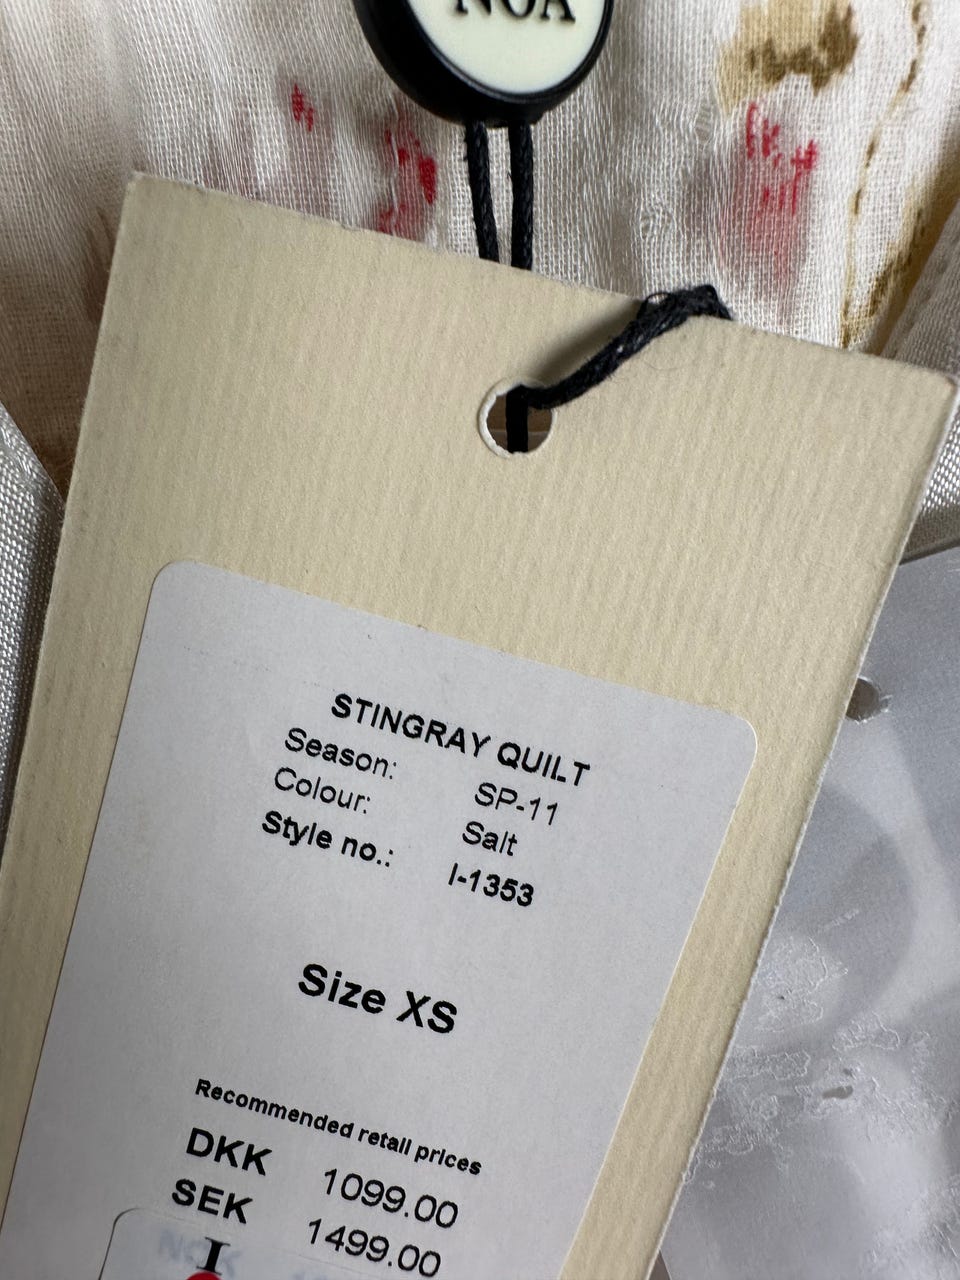 NOA
STINGRAY QUILT
Season: SP-11
Colour: Salt
Style no.: I-1353
Size XS
Recommended retail prices
DKK 1099.00
SEK 1499.00
I